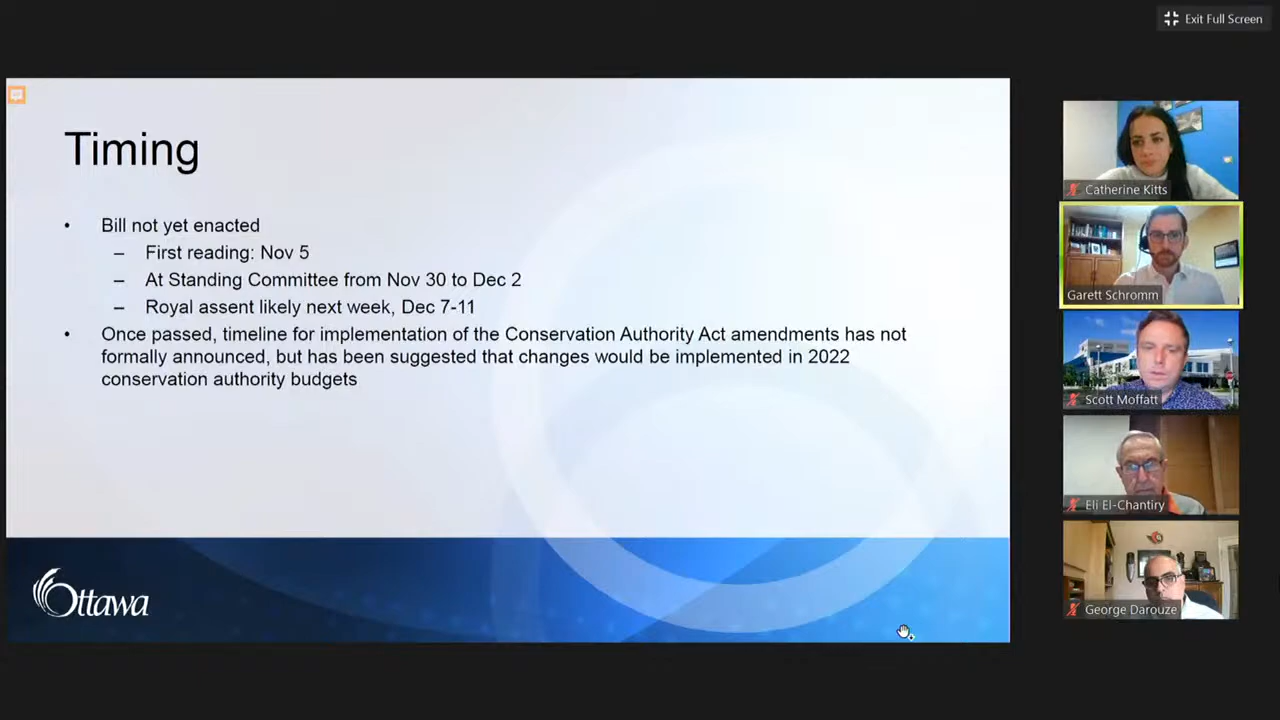 Exit Full Screen
Timing
• Bill not yet enacted
– First reading: Nov 5
– At Standing Committee from Nov 30 to Dec 2
– Royal assent likely next week, Dec 7-11
• Once passed, timeline for implementation of the Conservation Authority Act amendments has not
formally announced, but has been suggested that changes would be implemented in 2022
conservation authority budgets
Ottawa
Catherine Kitts
Garett Schromm
Scott Moffatt
Eli El-Chantiry
George Darouze